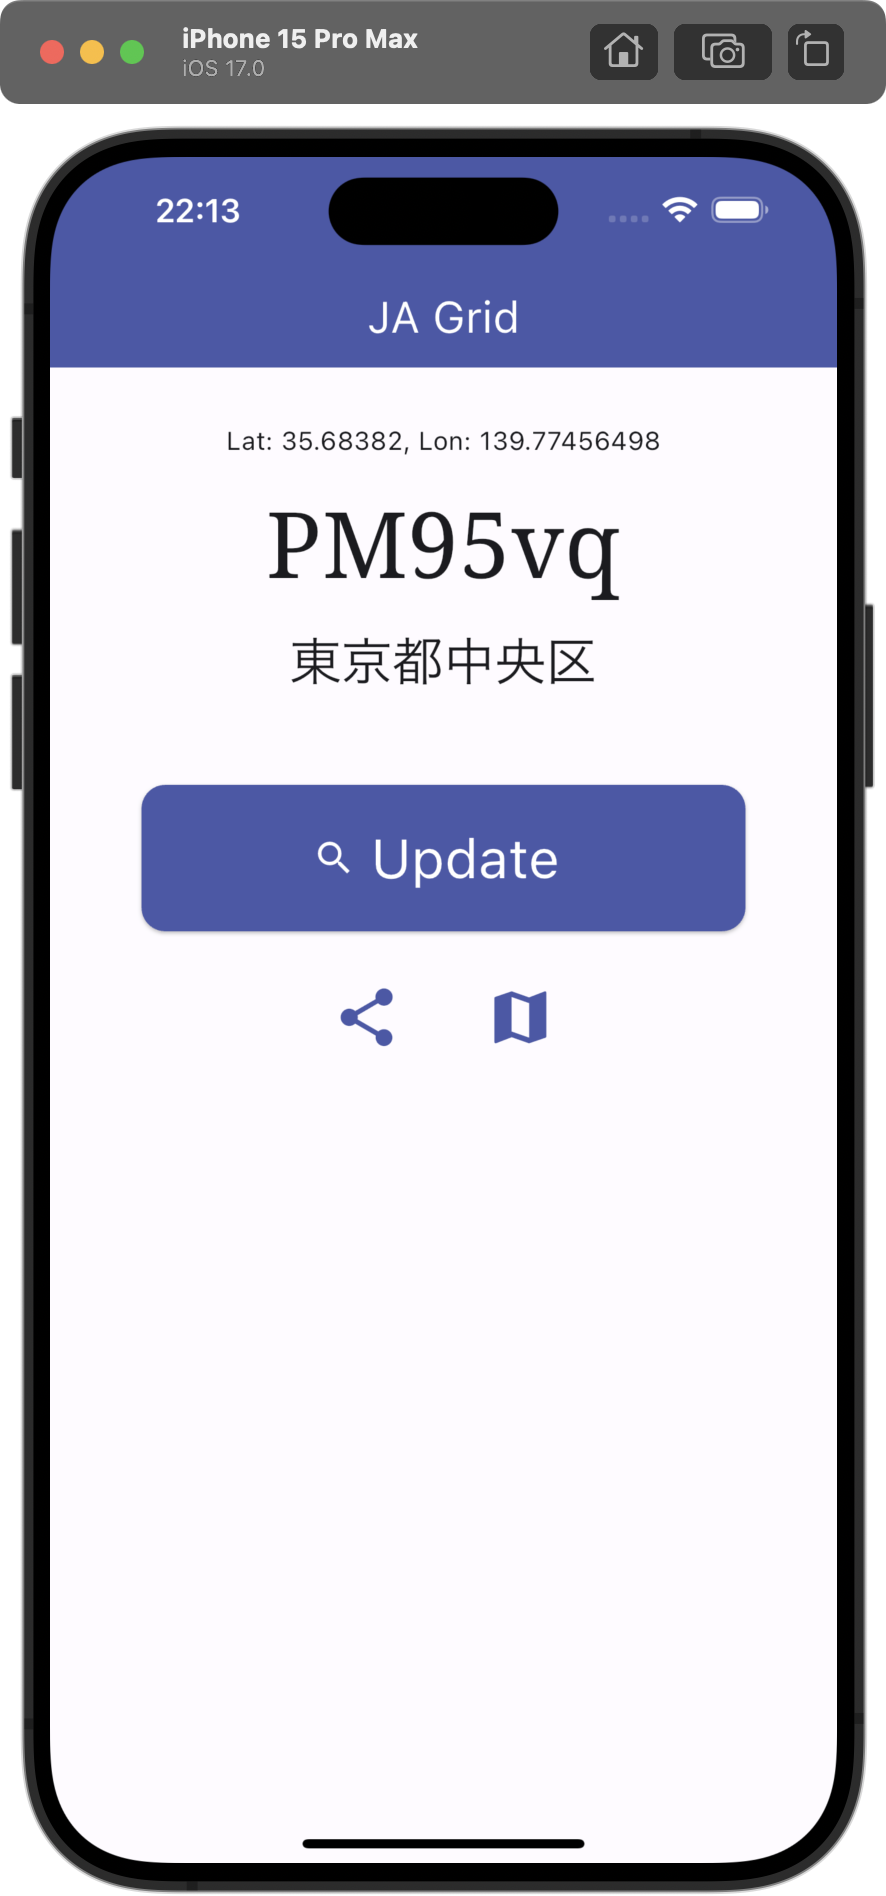 iPhone 15 Pro Max
iOS 17.0
22:13
JA Grid
Lat: 35.68382, Lon: 139.77456498
PM95vq
東京都中央区
Update